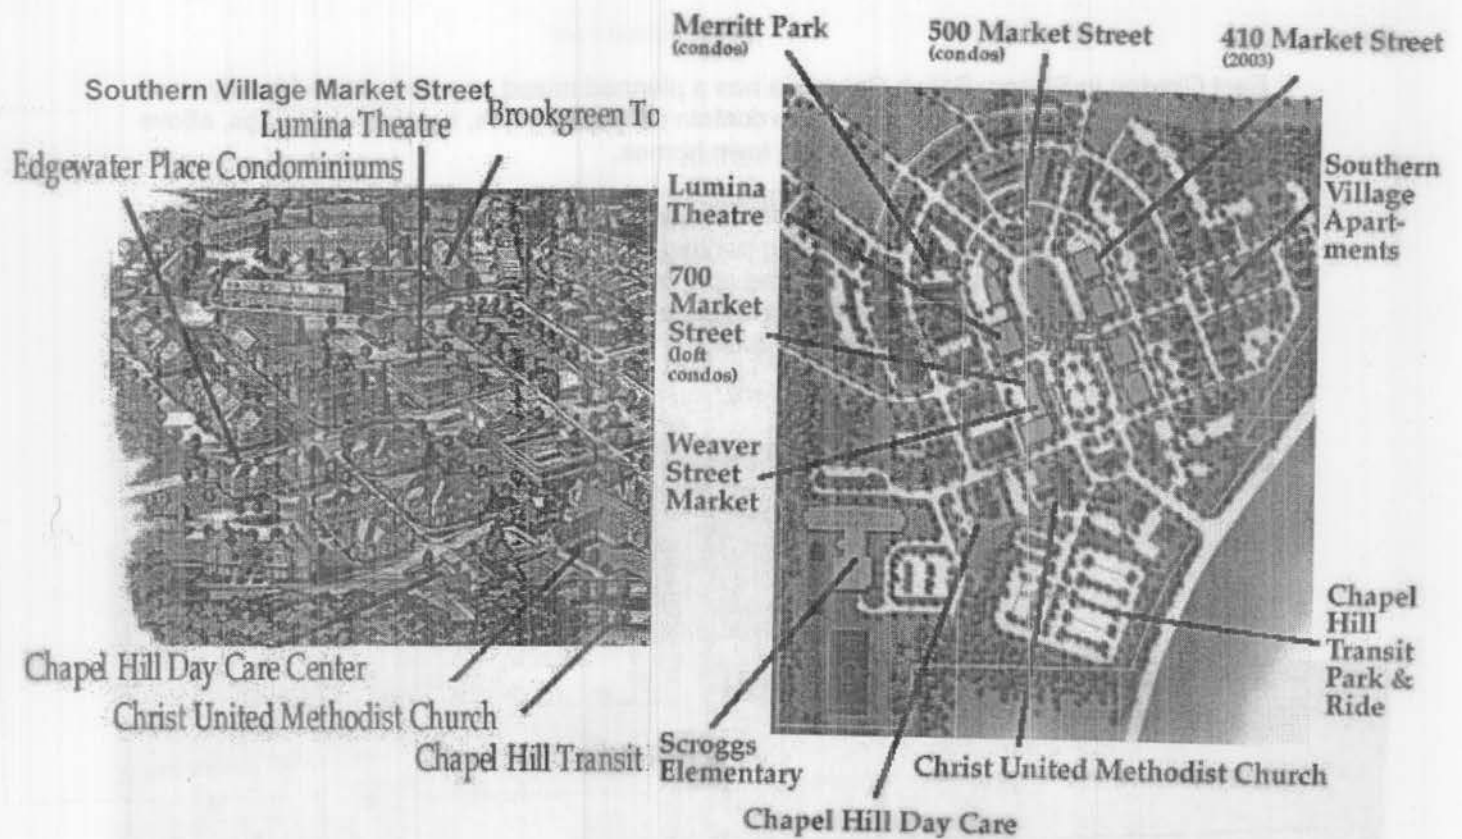 Southern Village Market Street
Lumina Theatre
Brookgreen To
Edgewater Place Condominiums
Chapel Hill Day Care Center
Christ United Methodist Church
Chapel Hill Transit
Merritt Park
(condos)
500 Market Street
(condos)
410 Market Street
(2003)
Lumina
Theatre
700
Market
Street
(loft
condos)
Weaver
Street
Market
Southern
Village
Apart-
ments
Chapel
Hill
Transit
Park &
Ride
Scroggs
Elementary
Christ United Methodist Church
Chapel Hill Day Care